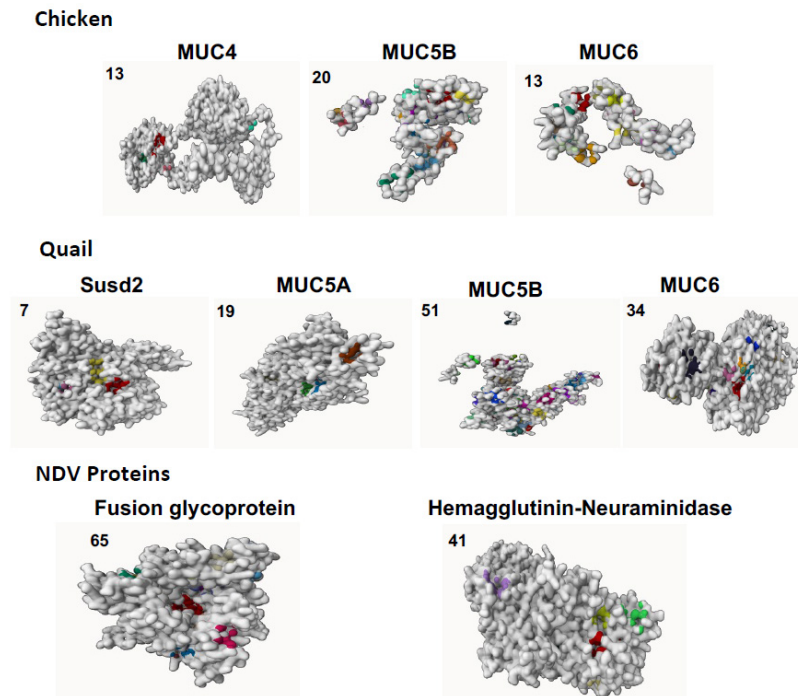 Chicken
MUC4 MUC5B MUC6
13 20 13
Quail
Susd2 MUC5A MUC5B MUC6
7 19 51 34
NDV Proteins
Fusion glycoprotein Hemagglutinin-Neuraminidase
65 41